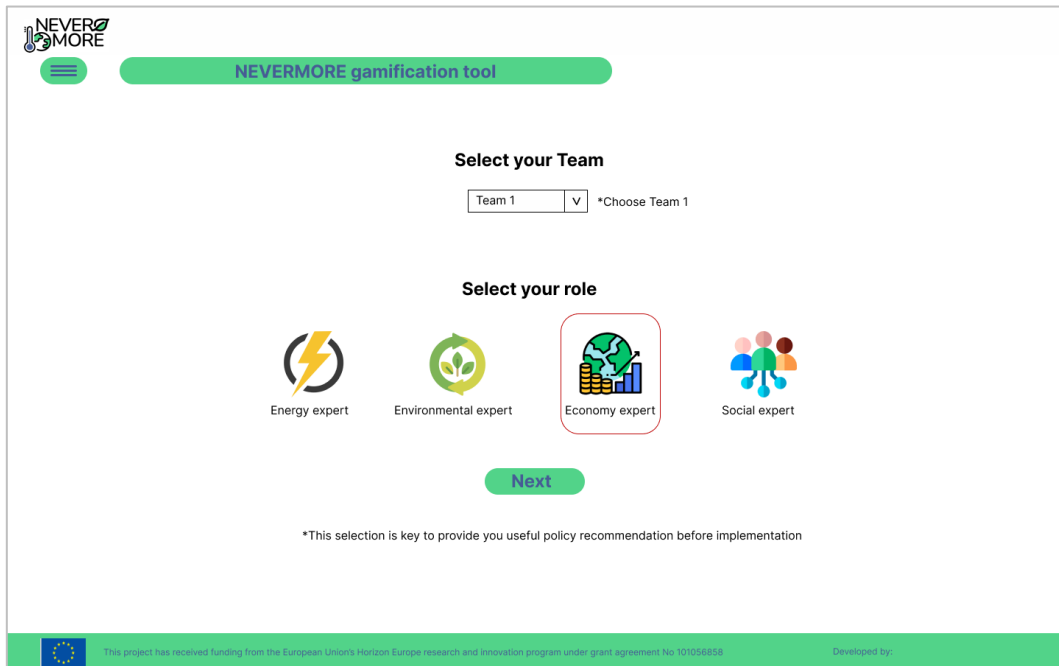 NEVER
MORE
NEVERMORE gamification tool
Select your Team
Team 1 V *Choose Team 1
Select your role
Energy expert Environmental expert Economy expert Social expert
Next
*This selection is key to provide you useful policy recommendation before implementation
This project has received funding from the European Union's Horizon Europe research and innovation program under grant agreement No 101056858 Developed by: